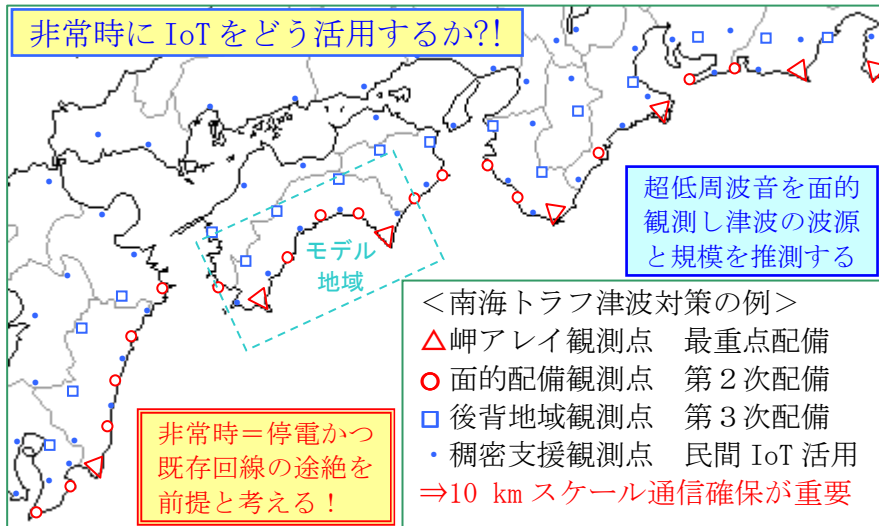 非常時に IoT をどう活用するか?!
超低周波音を面的
観測し津波の波源
と規模を推測する
モデル
地域
＜南海トラフ津波対策の例＞
△岬アレイ観測点　最重点配備
○面的配備観測点　第２次配備
□後背地域観測点　第３次配備
・稠密支援観測点　民間 IoT 活用
⇒10 km スケール通信確保が重要
非常時＝停電かつ
既存回線の途絶を
前提と考える！